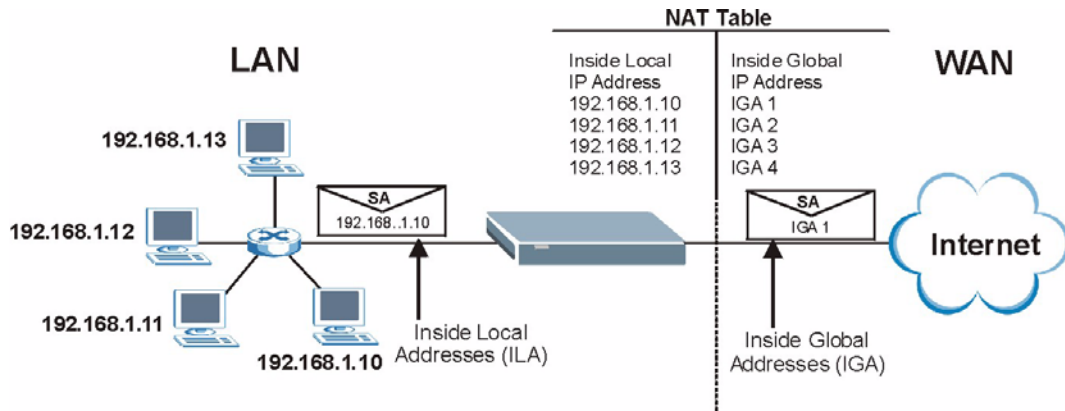 NAT Table
LAN
WAN
Inside Local
IP Address
192.168.1.10
192.168.1.11
192.168.1.12
192.168.1.13
Inside Global
IP Address
IGA 1
IGA 2
IGA 3
IGA 4
192.168.1.13
192.168.1.12
192.168.1.11
192.168.1.10
SA
192.168..1.10
SA
IGA 1
Internet
Inside Local
Addresses (ILA)
Inside Global
Addresses (IGA)